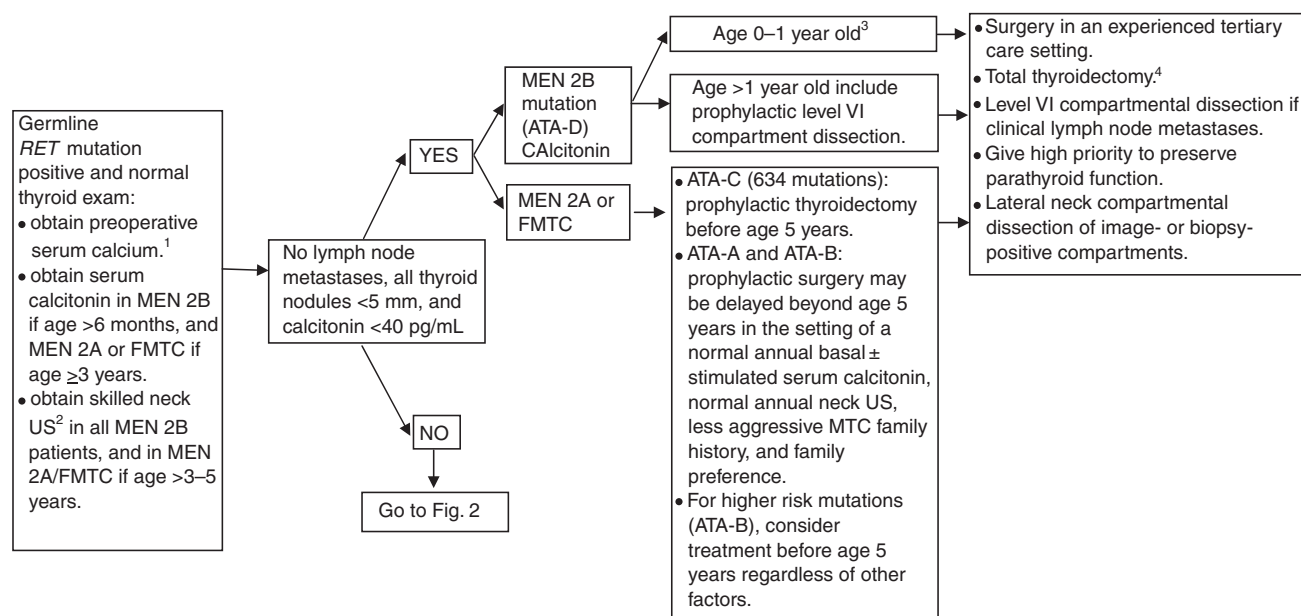 Germline
RET mutation
positive and normal
thyroid exam:
• obtain preoperative
serum calcium.1
• obtain serum
calcitonin in MEN 2B
if age >6 months, and
MEN 2A or FMTC if
age ≥3 years.
• obtain skilled neck
US2 in all MEN 2B
patients, and in MEN
2A/FMTC if age >3–5
years.
No lymph node
metastases, all thyroid
nodules <5 mm, and
calcitonin <40 pg/mL
YES
NO
Go to Fig. 2
MEN 2B
mutation
(ATA-D)
CAlcitonin
MEN 2A or
FMTC
Age 0–1 year old3
Age >1 year old include
prophylactic level VI
compartment dissection.
• ATA-C (634 mutations):
prophylactic thyroidectomy
before age 5 years.
• ATA-A and ATA-B:
prophylactic surgery may
be delayed beyond age 5
years in the setting of a
normal annual basal ±
stimulated serum calcitonin,
normal annual neck US,
less aggressive MTC family
history, and family
preference.
• For higher risk mutations
(ATA-B), consider
treatment before age 5
years regardless of other
factors.
• Surgery in an experienced tertiary
care setting.
• Total thyroidectomy.4
• Level VI compartmental dissection if
clinical lymph node metastases.
• Give high priority to preserve
parathyroid function.
• Lateral neck compartmental
dissection of image- or biopsy-
positive compartments.